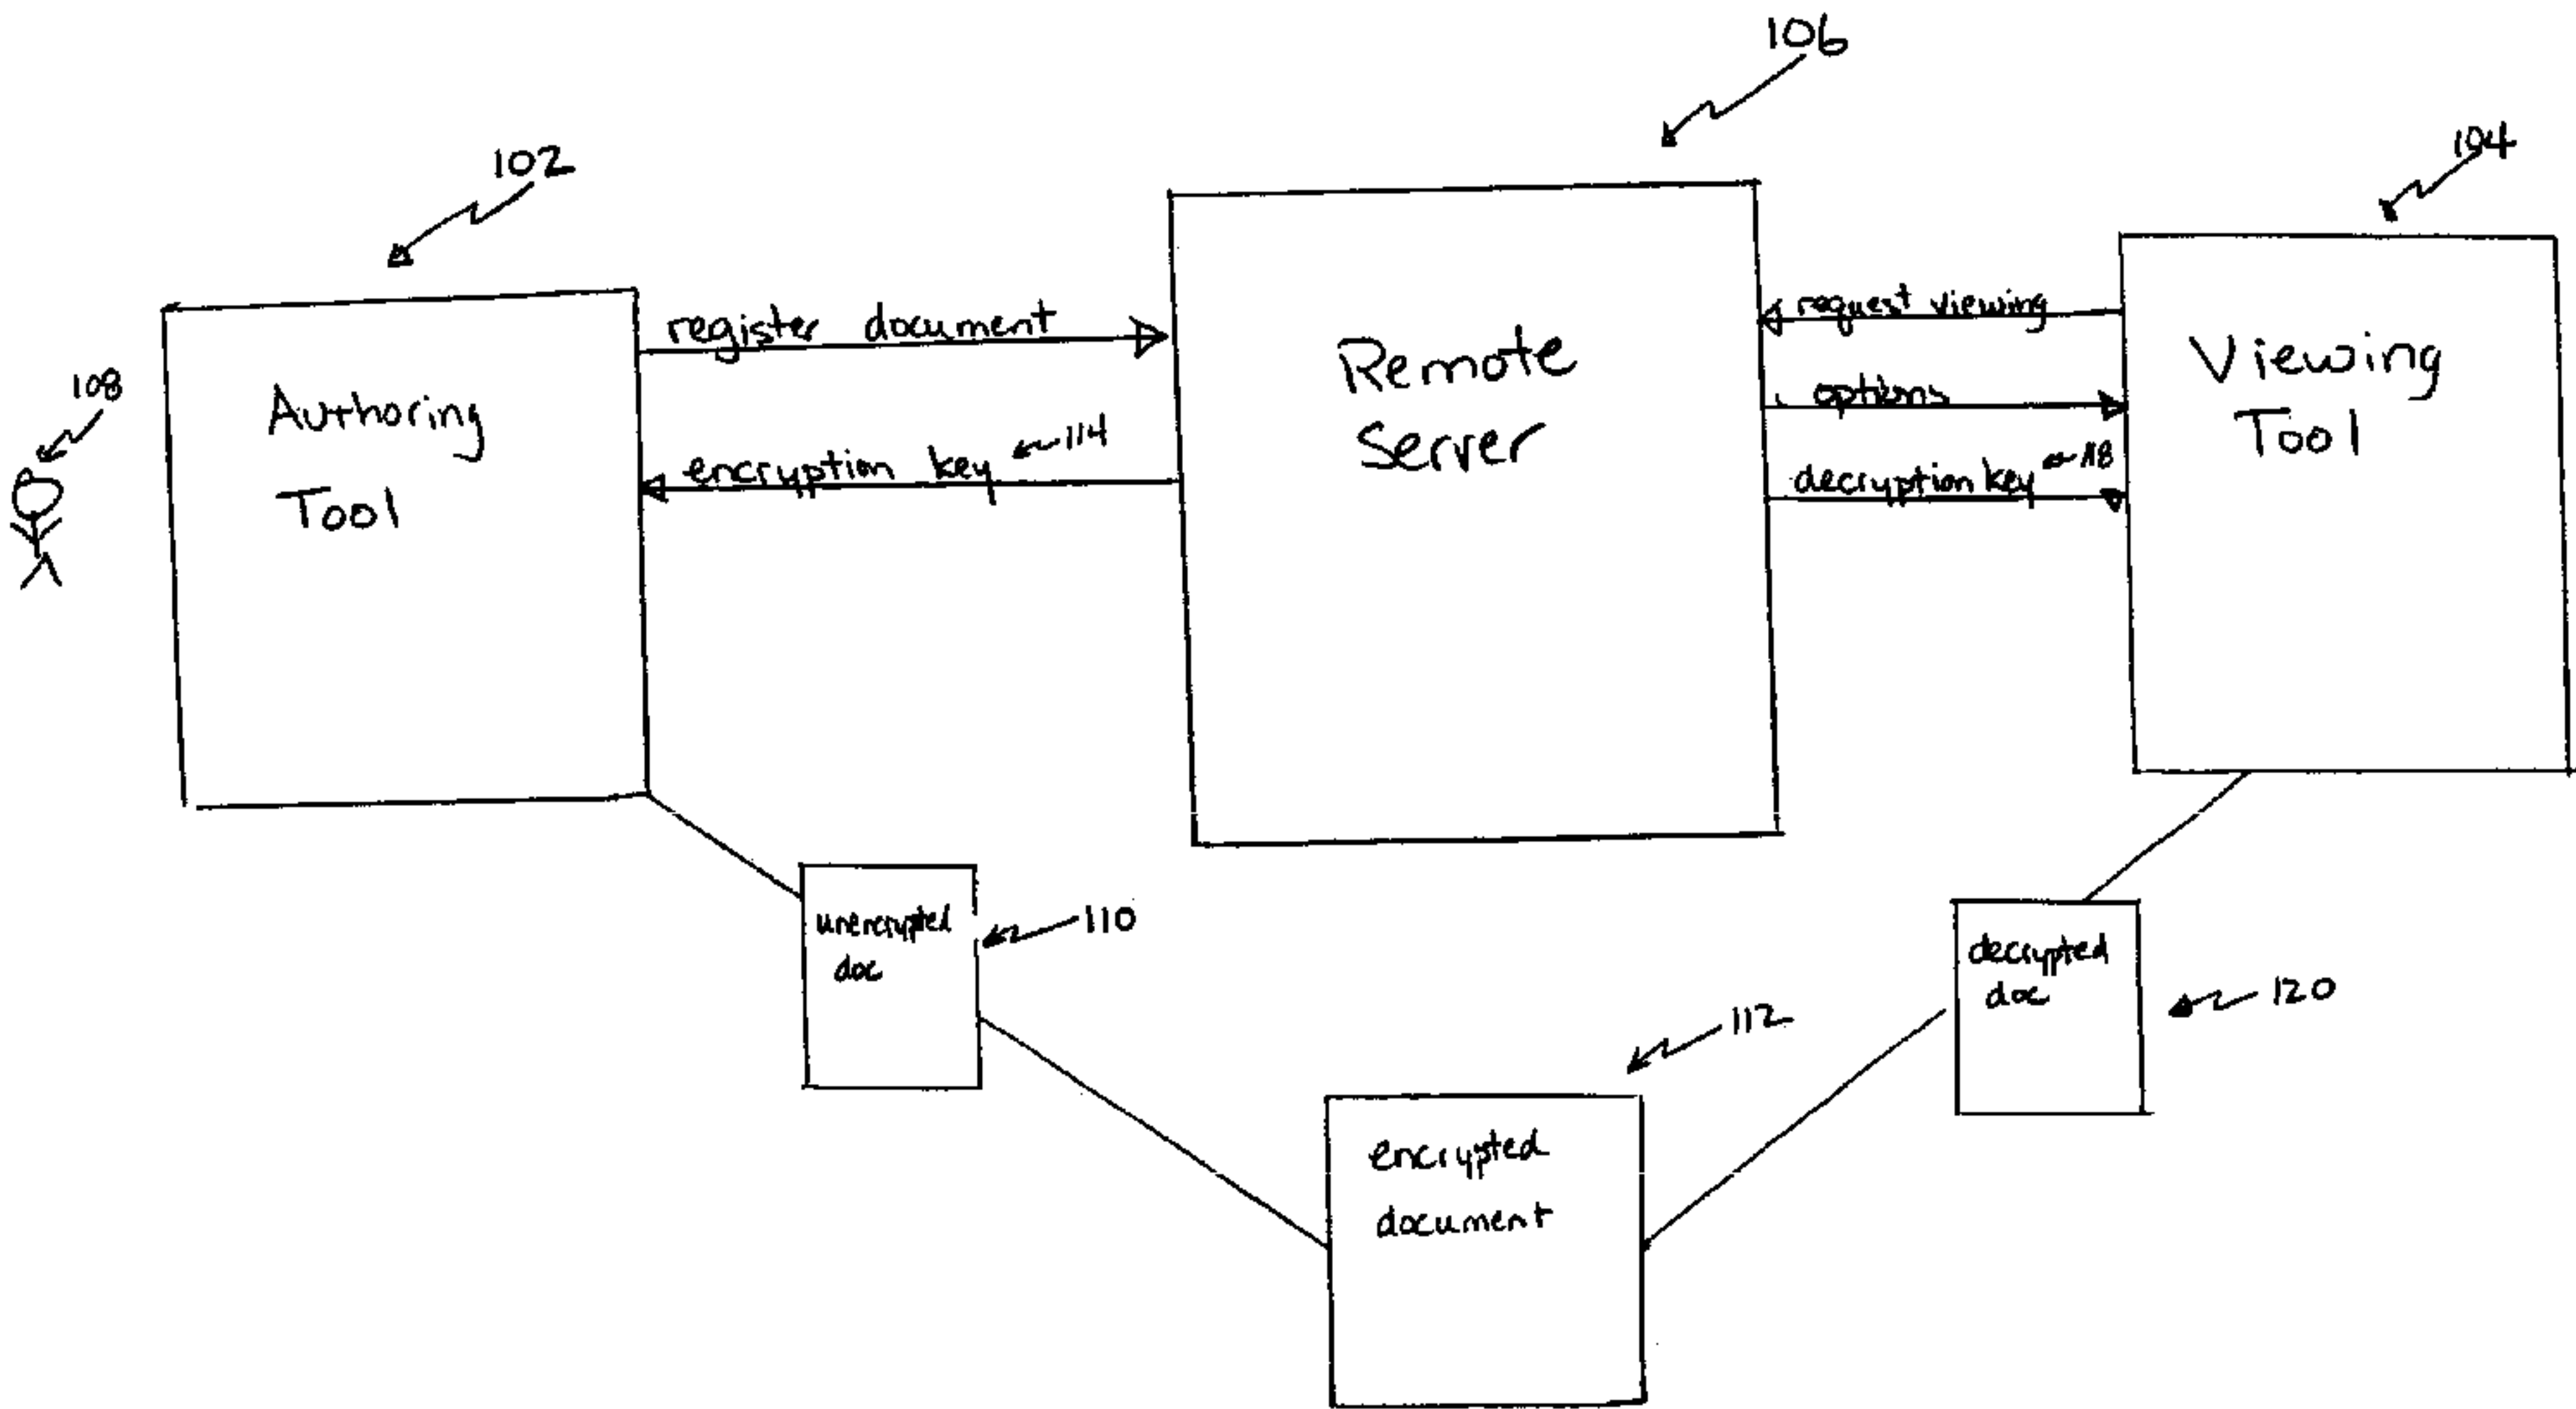 106
102
104
108
register document
request viewing
Authoring
Tool
Remote
Server
Viewing
Tool
options
encryption key
114
decryption key
118
unencrypted
doc
110
decrypted
doc
120
112
encrypted
document